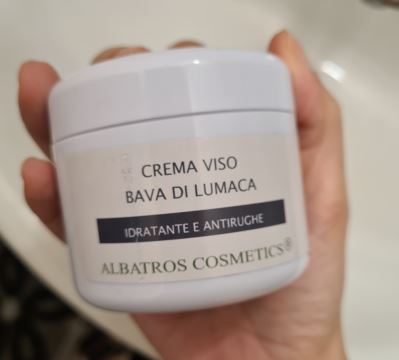 CREMA VISO
BAVA DI LUMACA
IDRATANTE E ANTIRUGHE
ALBATROS COSMETICS®